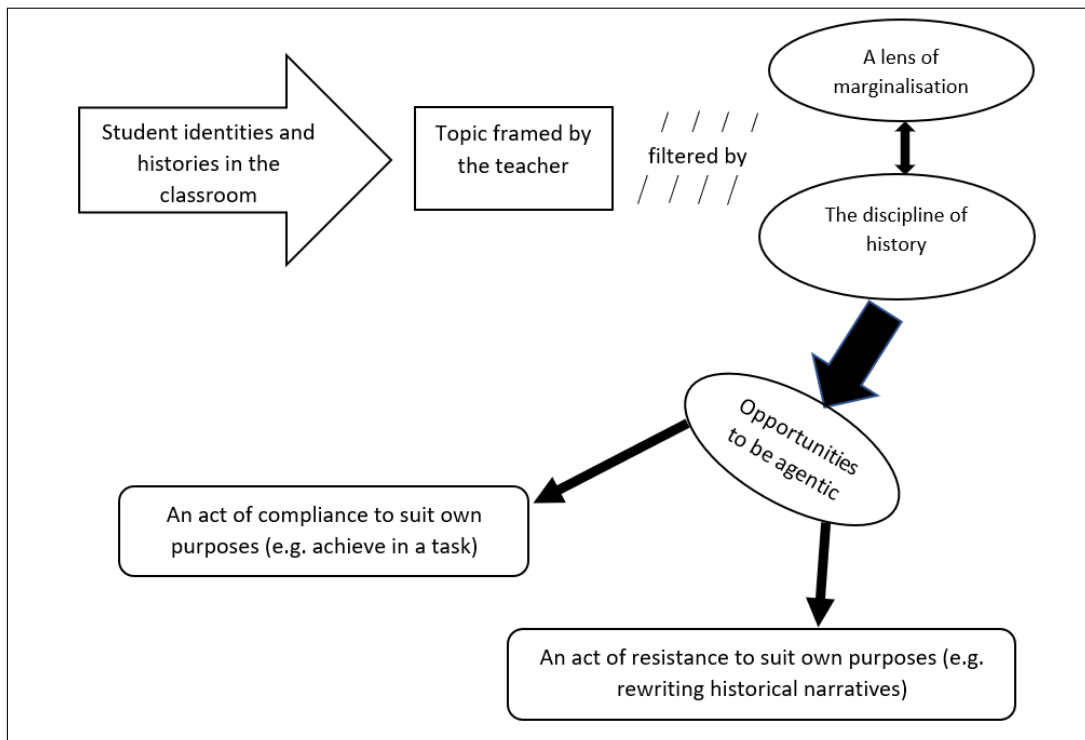 Student identities and
histories in the
classroom
Topic framed by
the teacher
filtered by
A lens of
marginalisation
The discipline of
history
Opportunities
to be agentic
An act of compliance to suit own
purposes (e.g. achieve in a task)
An act of resistance to suit own purposes (e.g.
rewriting historical narratives)